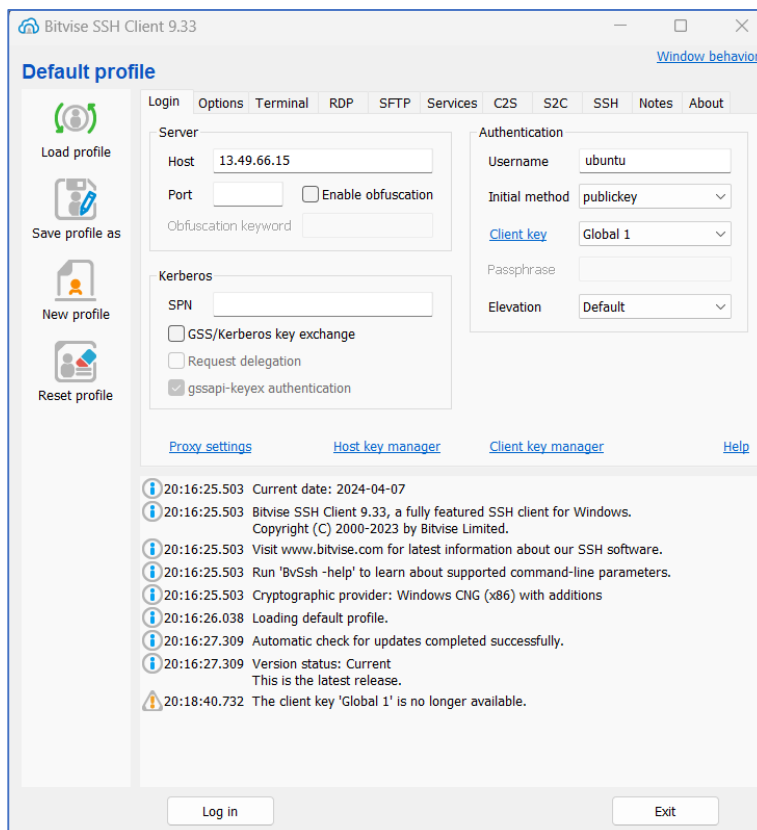 Bitvise SSH Client 9.33
Window behavior
Default profile
Load profile
Save profile as
New profile
Reset profile
Login Options Terminal RDP SFTP Services C2S S2C SSH Notes About
Server
Host 13.49.66.15
Port Enable obfuscation
Obfuscation keyword
Kerberos
SPN
GSS/Kerberos key exchange
Request delegation
gssapi-keyex authentication
Authentication
Username ubuntu
Initial method publickey
Client key Global 1
Passphrase
Elevation Default
Proxy settings Host key manager Client key manager Help
20:16:25.503 Current date: 2024-04-07
20:16:25.503 Bitvise SSH Client 9.33, a fully featured SSH client for Windows.
Copyright (C) 2000-2023 by Bitvise Limited.
20:16:25.503 Visit www.bitvise.com for latest information about our SSH software.
20:16:25.503 Run 'BvSsh -help' to learn about supported command-line parameters.
20:16:25.503 Cryptographic provider: Windows CNG (x86) with additions
20:16:26.038 Loading default profile.
20:16:27.309 Automatic check for updates completed successfully.
20:16:27.309 Version status: Current
This is the latest release.
20:18:40.732 The client key 'Global 1' is no longer available.
Log in Exit